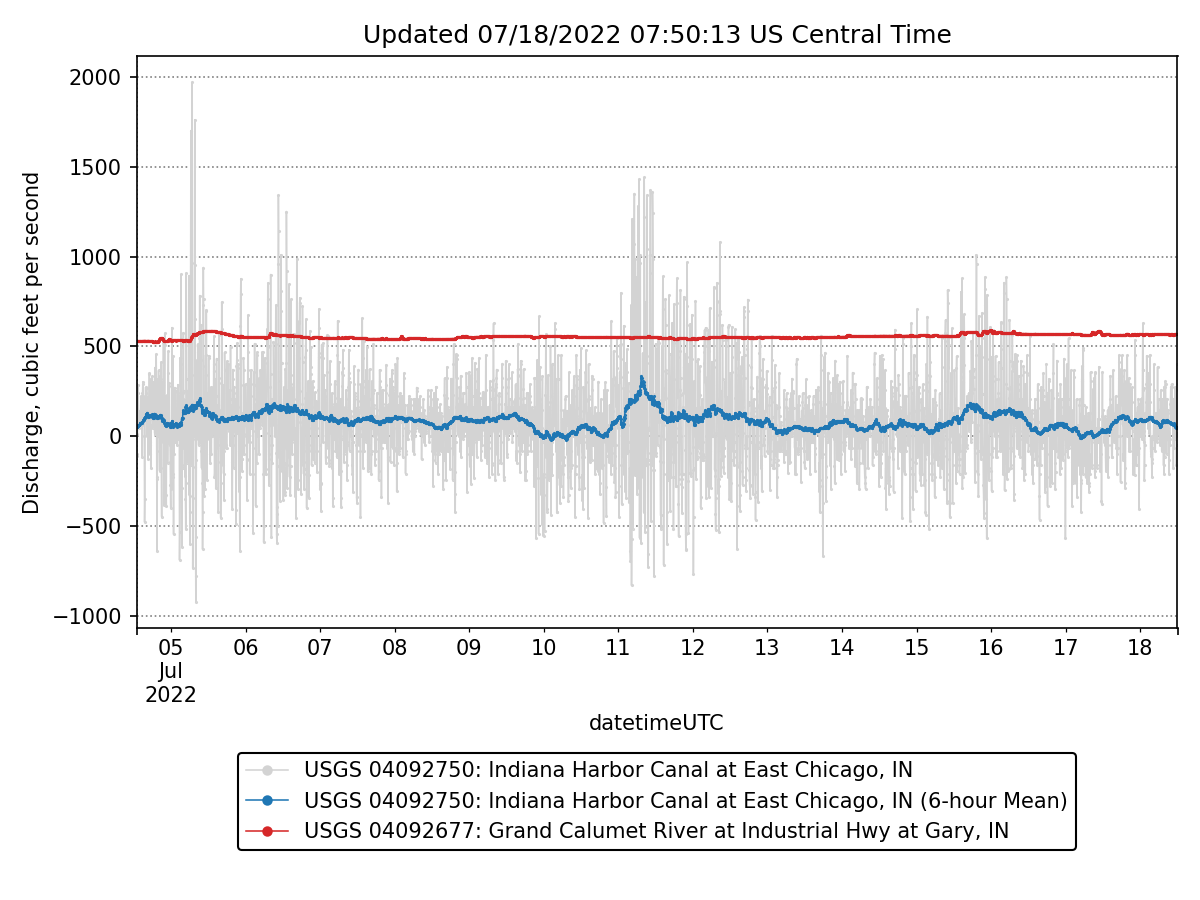 Updated 07/18/2022 07:50:13 US Central Time
Discharge, cubic feet per second
2000
1500
1000
500
0
−500
−1000
05 06 07 08 09 10 11 12 13 14 15 16 17 18
Jul
2022
datetimeUTC
USGS 04092750: Indiana Harbor Canal at East Chicago, IN
USGS 04092750: Indiana Harbor Canal at East Chicago, IN (6-hour Mean)
USGS 04092677: Grand Calumet River at Industrial Hwy at Gary, IN